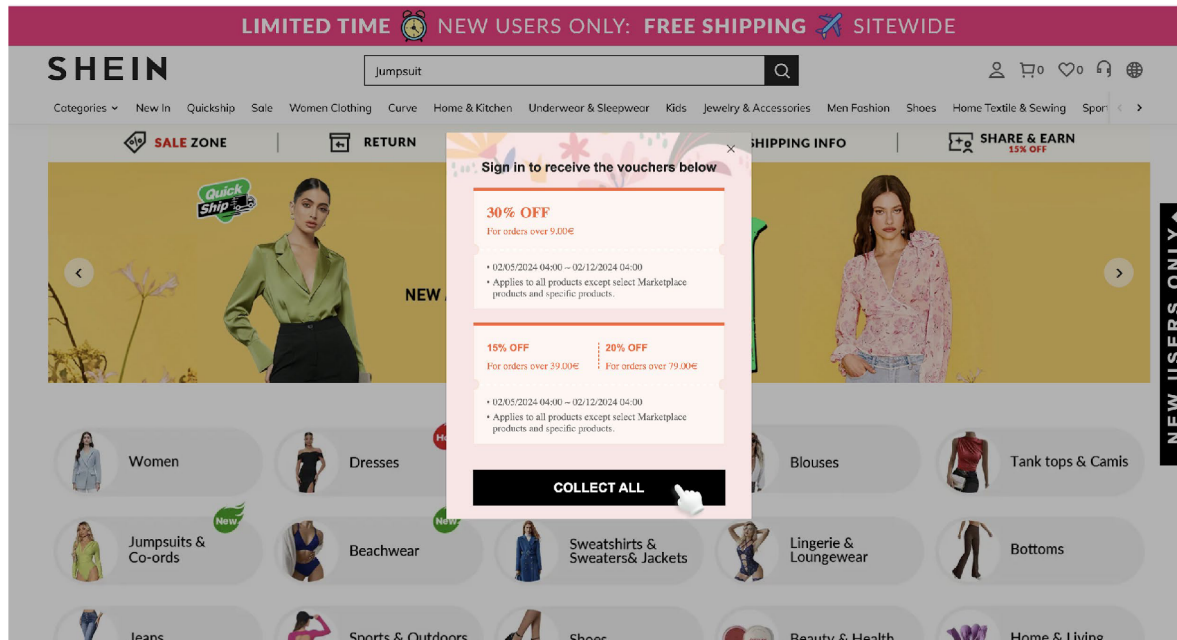 LIMITED TIME NEW USERS ONLY: FREE SHIPPING SITEWIDE
SHEIN
Jumpsuit
0
0
Categories New In Quickship Sale Women Clothing Curve Home & Kitchen Underwear & Sleepwear Kids Jewelry & Accessories Men Fashion Shoes Home Textile & Sewing
SALE ZONE
RETURN
SHIPPING INFO
SHARE & EARN
15% OFF
Quick
Ship
NEW
Sign in to receive the vouchers below
30% OFF
For orders over 9.00€
• 02/05/2024 04:00 ~ 02/12/2024 04:00
• Applies to all products except select Marketplace
products and specific products.
15% OFF
For orders over 39.00€
20% OFF
For orders over 79.00€
• 02/05/2024 04:00 ~ 02/12/2024 04:00
• Applies to all products except select Marketplace
products and specific products.
COLLECT ALL
NEW USERS ONLY
Women
Dresses
Blouses
Tank tops & Camis
New
Jumpsuits &
Co-ords
New
Beachwear
Sweatshirts &
Sweaters& Jackets
Lingerie &
Loungewear
Bottoms
Jeans
Sports & Outdoors
Shoes
Beauty & Health
Home & Living